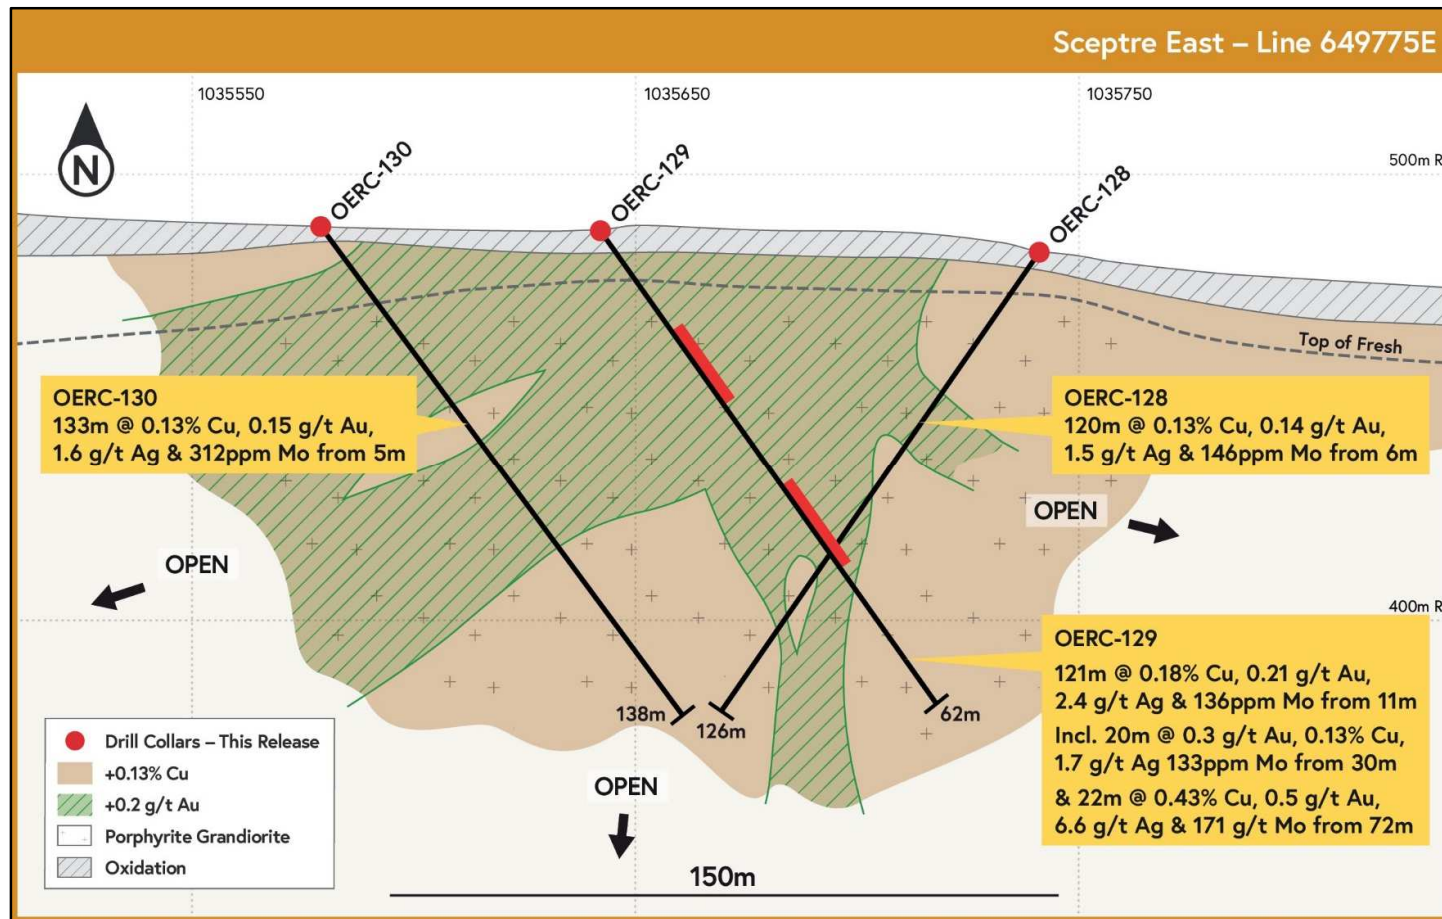 Sceptre East – Line 649775E
1035550
1035650
1035750
500m R
N
OERC-130
OERC-129
OERC-128
Top of Fresh
OERC-130
133m @ 0.13% Cu, 0.15 g/t Au,
1.6 g/t Ag & 312ppm Mo from 5m
OERC-128
120m @ 0.13% Cu, 0.14 g/t Au,
1.5 g/t Ag & 146ppm Mo from 6m
OPEN
OPEN
400m R
OERC-129
121m @ 0.18% Cu, 0.21 g/t Au,
2.4 g/t Ag & 136ppm Mo from 11m
Incl. 20m @ 0.3 g/t Au, 0.13% Cu,
1.7 g/t Ag 133ppm Mo from 30m
& 22m @ 0.43% Cu, 0.5 g/t Au,
6.6 g/t Ag & 171 g/t Mo from 72m
138m
126m
62m
OPEN
Drill Collars – This Release
+0.13% Cu
+0.2 g/t Au
Porphyrite Grandiorite
Oxidation
150m